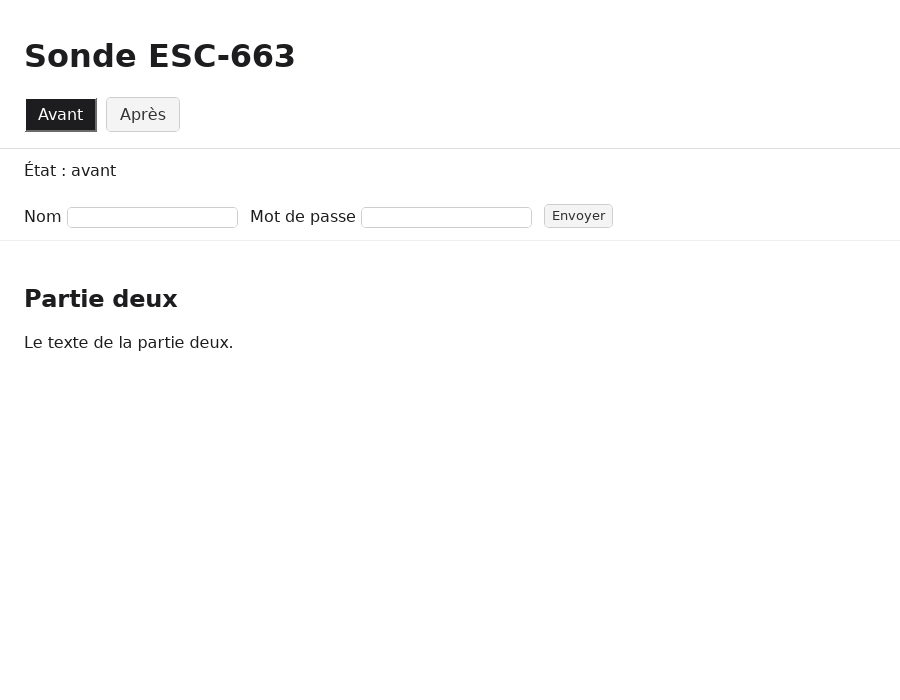 Sonde ESC-663
Avant Après
État : avant
Nom Mot de passe Envoyer
Partie deux
Le texte de la partie deux.